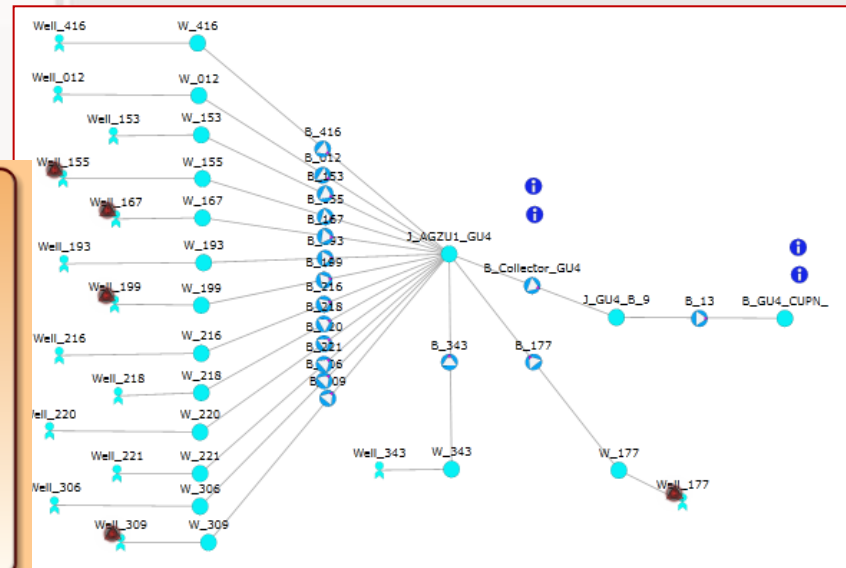 Well_416 W_416
Well_012 W_012
Well_153 W_153
B_416
B_012
Well_155 W_155
B_153
Well_167 W_167
B_167
J_AGZU1_GU4
Well_193 W_193
B_Collector_GU4
Well_199 W_199
B_199
B_216
J_GU4_B_9 B_13 B_GU4_CUPN_
B_218
Well_216 W_216
B_221
B_343 B_177
Well_218 W_218
W_220
Well_221 W_221
Well_343 W_343
W_177
Well_306 W_306
Well_177
Well_309 W_309